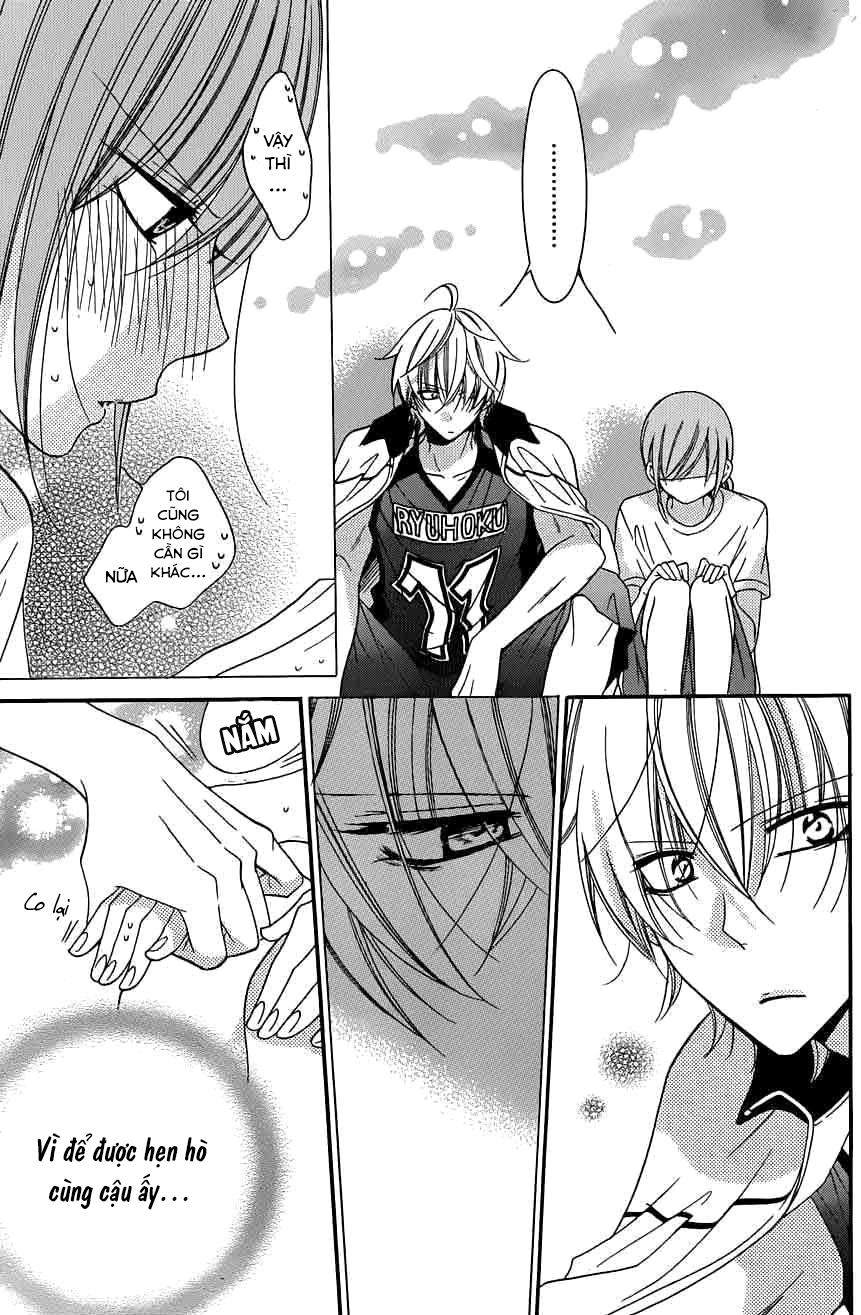 ............
RYUHOKU
11
VẬY
THÌ
...
TÔI
CŨNG
KHÔNG
CẦN GÌ
KHÁC...
NỮA
NẮM
Co lại
Vì để được hẹn hò
cùng cậu ấy...